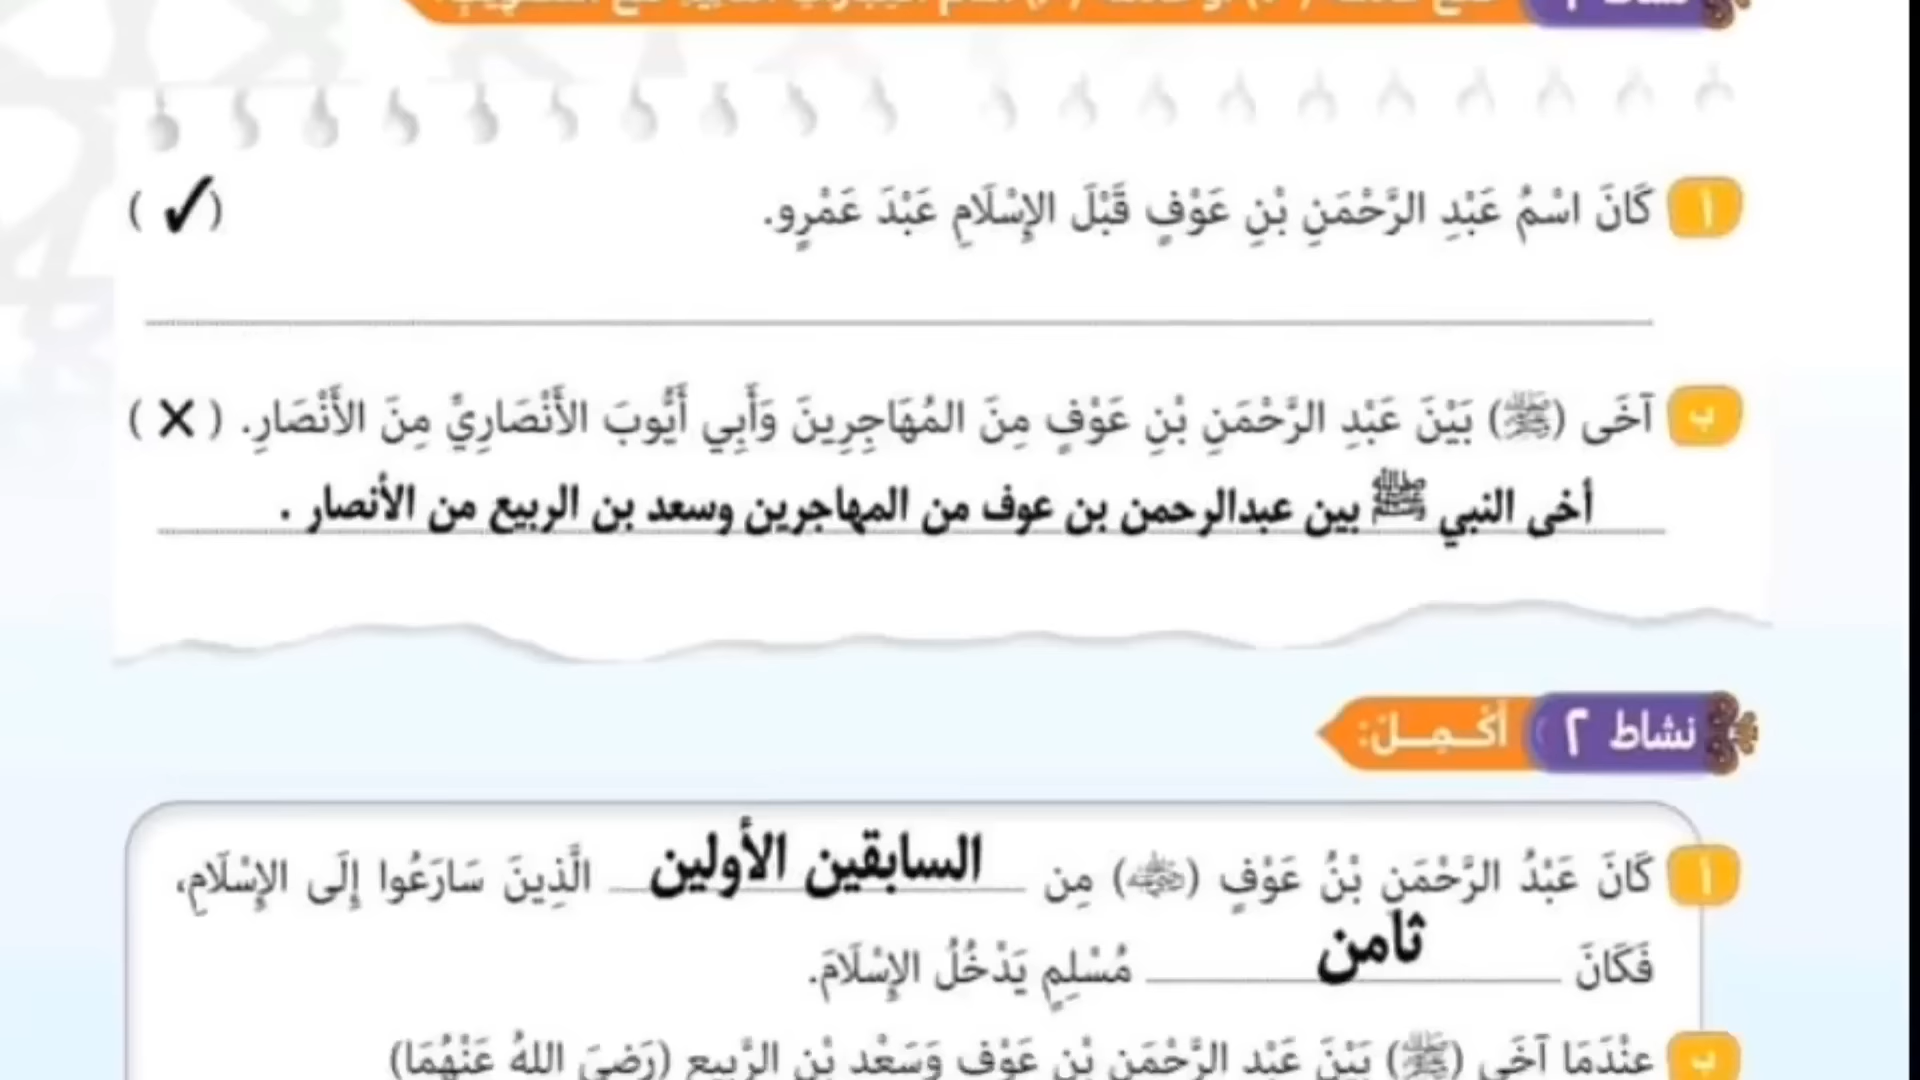 نشاط ١
أ كَانَ اسْمُ عَبْدِ الرَّحْمَنِ بْنِ عَوْفٍ قَبْلَ الإِسْلَامِ عَبْدَ عَمْرٍو. (✓)
ب آخَى (ﷺ) بَيْنَ عَبْدِ الرَّحْمَنِ بْنِ عَوْفٍ مِنَ المُهَاجِرِينَ وَأَبِي أَيُّوبَ الأَنْصَارِيِّ مِنَ الأَنْصَارِ. (X)
أخى النبي ﷺ بين عبدالرحمن بن عوف من المهاجرين وسعد بن الربيع من الأنصار .
نشاط ٢ أكـمـل:
أ كَانَ عَبْدُ الرَّحْمَنِ بْنُ عَوْفٍ (رضي الله عنه) مِن السابقين الأولين الَّذِينَ سَارَعُوا إِلَى الإِسْلَامِ،
فَكَانَ ثامن مُسْلِمٍ يَدْخُلُ الإِسْلَامَ.
ب عِنْدَمَا آخَى (ﷺ) بَيْنَ عَبْدِ الرَّحْمَنِ بْنِ عَوْفٍ وَسَعْدِ بْنِ الرَّبِيعِ (رَضِيَ اللهُ عَنْهُمَا)